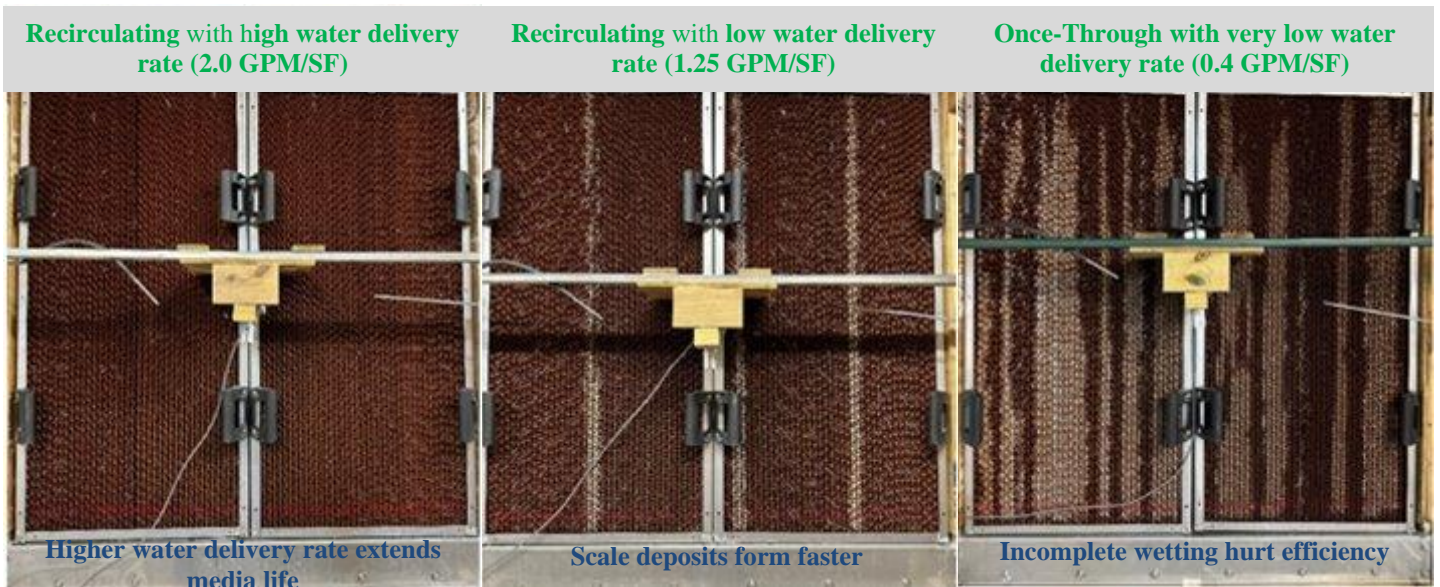 Recirculating with high water delivery
rate (2.0 GPM/SF)
Recirculating with low water delivery
rate (1.25 GPM/SF)
Once-Through with very low water
delivery rate (0.4 GPM/SF)
Higher water delivery rate extends
media life
Scale deposits form faster
Incomplete wetting hurt efficiency